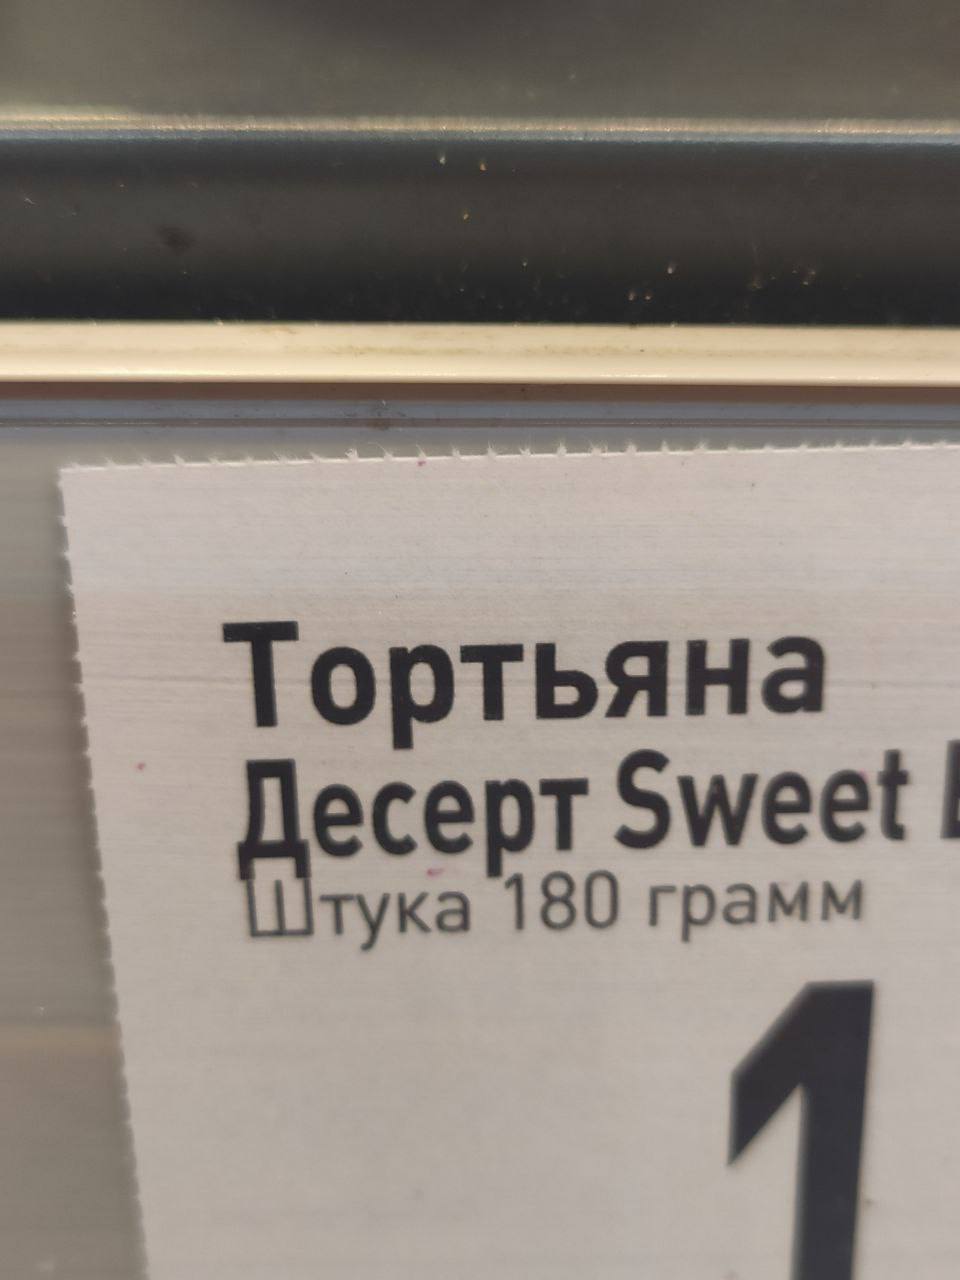 Тортьяна
Десерт Sweet
Штука 180 грамм
1